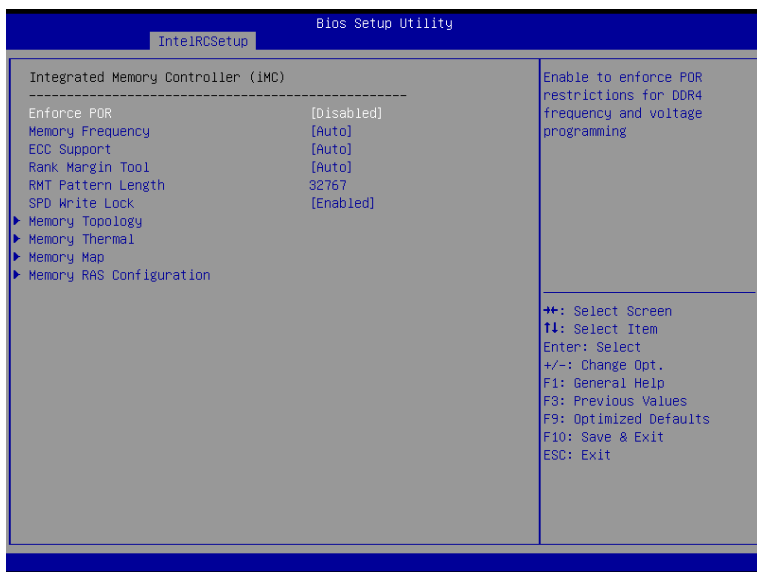 Bios Setup Utility
IntelRCSetup
Integrated Memory Controller (iMC)
------------------------------------------------
Enforce POR [Disabled]
Memory Frequency [Auto]
ECC Support [Auto]
Rank Margin Tool [Auto]
RMT Pattern Length 32767
SPD Write Lock [Enabled]
Memory Topology
Memory Thermal
Memory Map
Memory RAS Configuration
Enable to enforce POR
restrictions for DDR4
frequency and voltage
programming
→←: Select Screen
↑↓: Select Item
Enter: Select
+/-: Change Opt.
F1: General Help
F3: Previous Values
F9: Optimized Defaults
F10: Save & Exit
ESC: Exit